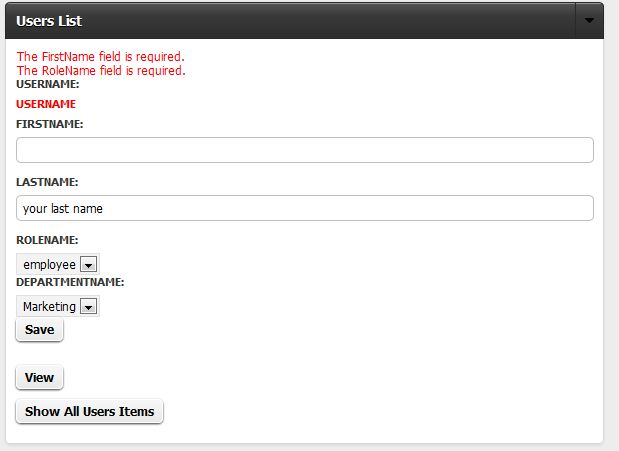 Users List
The FirstName field is required.
The RoleName field is required.
USERNAME:
USERNAME
FIRSTNAME:
LASTNAME:
your last name
ROLENAME:
employee
DEPARTMENTNAME:
Marketing
Save
View
Show All Users Items